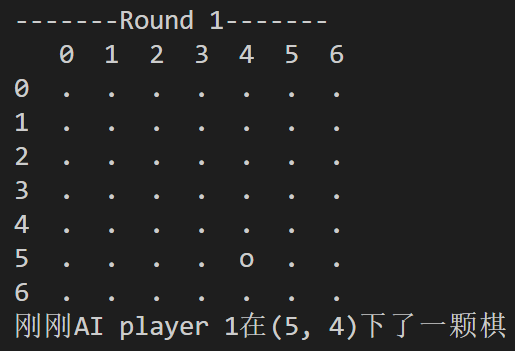 -------Round 1-------
   0  1  2  3  4  5  6
0  .  .  .  .  .  .  .
1  .  .  .  .  .  .  .
2  .  .  .  .  .  .  .
3  .  .  .  .  .  .  .
4  .  .  .  .  .  .  .
5  .  .  .  .  o  .  .
6  .  .  .  .  .  .  .
刚刚AI player 1在(5, 4)下了一颗棋